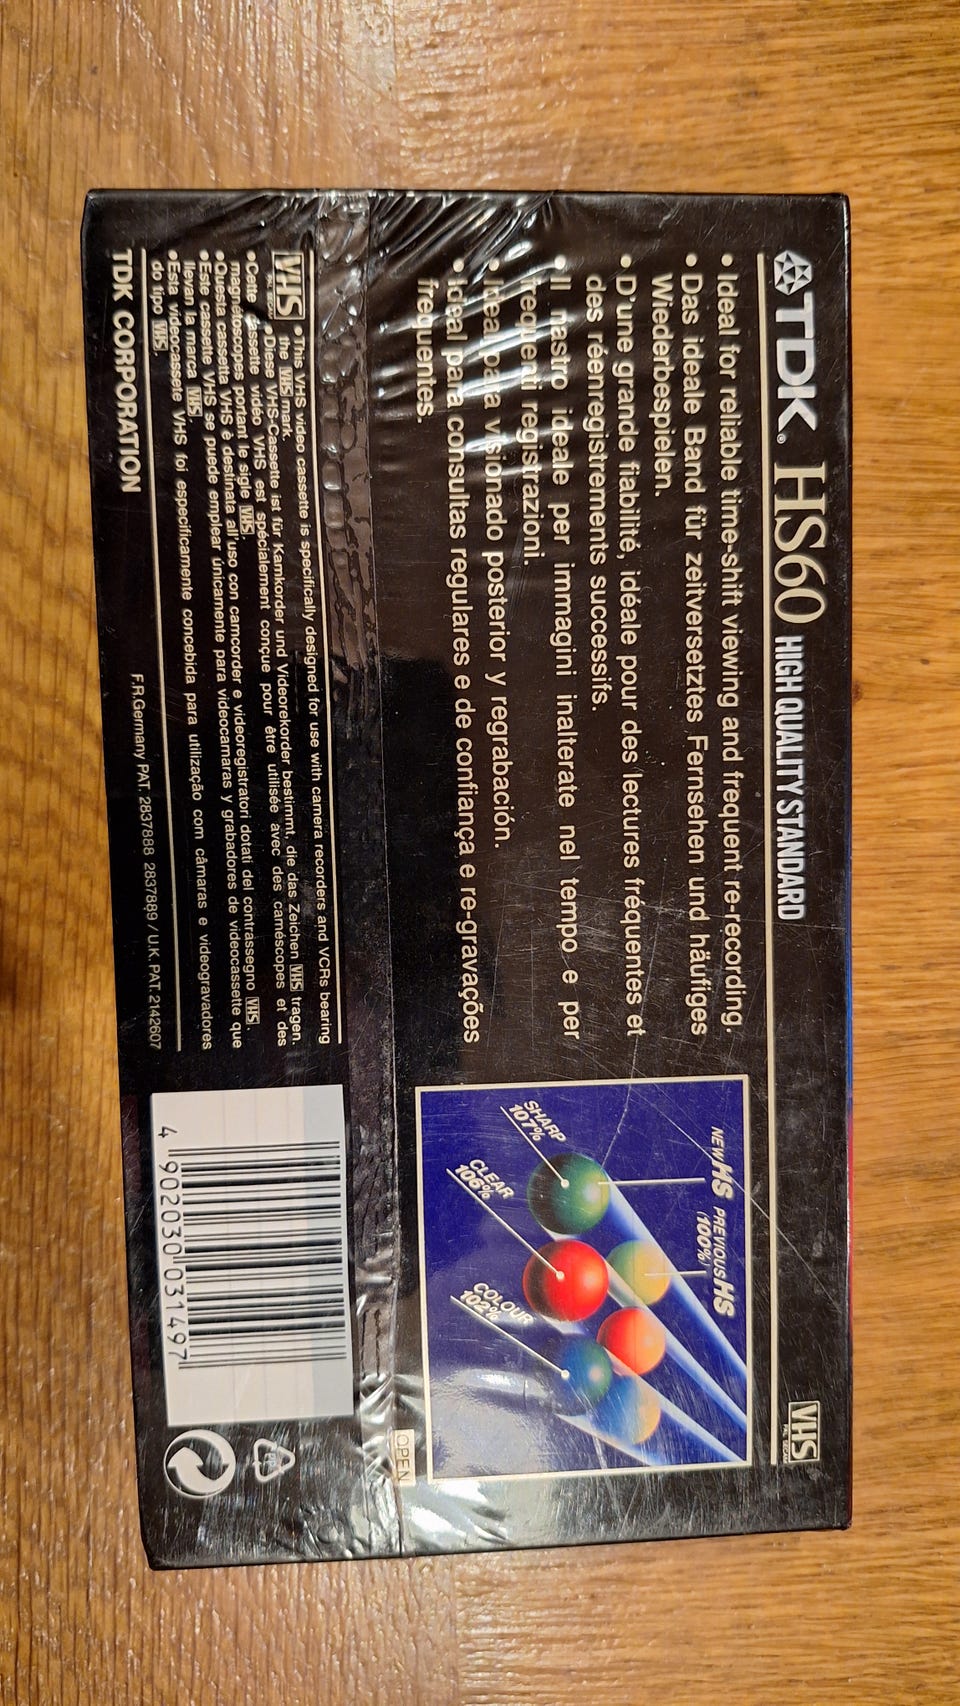 TDK. HS60 HIGH QUALITY STANDARD
VHS
PAL SECAM
• Ideal for reliable time-shift viewing and frequent re-recording.
• Das ideale Band für zeitversetztes Fernsehen und häufiges
Wiederbespielen.
• D'une grande fiabilité, idéale pour des lectures fréquentes et
des réenregistrements successifs.
• Il nastro ideale per immagini inalterate nel tempo e per
frequenti registrazioni.
• Ideal para visionado posterior y regrabación.
• Ideal para consultas regulares e de confiança e re-gravações
frequentes.
NEW HS PREVIOUS HS
(100%)
SHARP
107%
CLEAR
106%
COLOUR
102%
OPEN
VHS
PAL SECAM
• This VHS video cassette is specifically designed for use with camera recorders and VCRs bearing
the VHS mark.
• Diese VHS-Cassette ist für Kamkorder und Videorekorder bestimmt, die das Zeichen VHS tragen.
• Cette cassette vidéo VHS est spécialement conçue pour être utilisée avec des caméscopes et des
magnétoscopes portant le sigle VHS.
• Questa cassetta VHS è destinata all'uso con camcorder e videoregistratori dotati del contrassegno VHS.
• Este cassette VHS se puede emplear únicamente para videocamaras y grabadores de videocassette que
llevan la marca VHS.
• Esta videocassete VHS foi especificamente concebida para utilização com câmaras e videogravadores
do tipo VHS.
TDK CORPORATION
F.R.Germany PAT. 2837888 2837889 / U.K. PAT. 2142607
4 902030 031497
PP